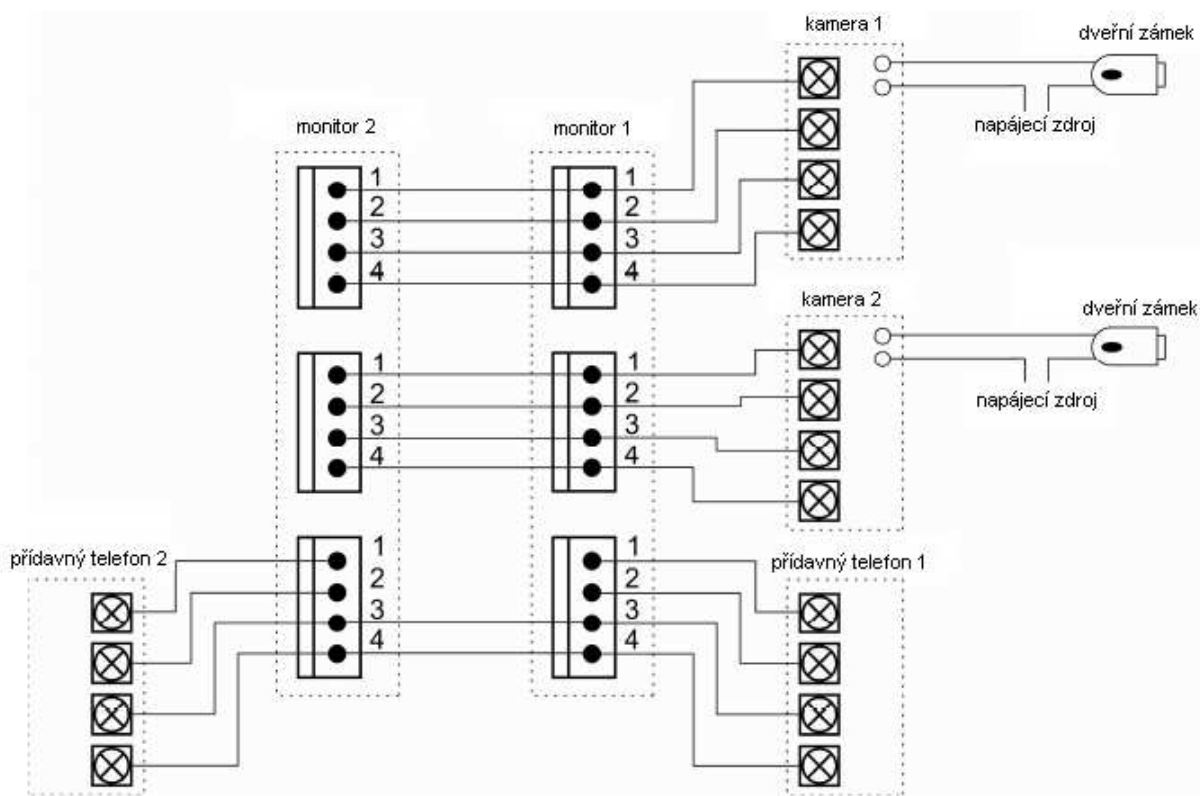 kamera 1
dveřní zámek
napájecí zdroj
monitor 2
monitor 1
1
2
3
4
1
2
3
4
kamera 2
dveřní zámek
napájecí zdroj
1
2
3
4
1
2
3
4
přídavný telefon 2
přídavný telefon 1
1
2
3
4
1
2
3
4